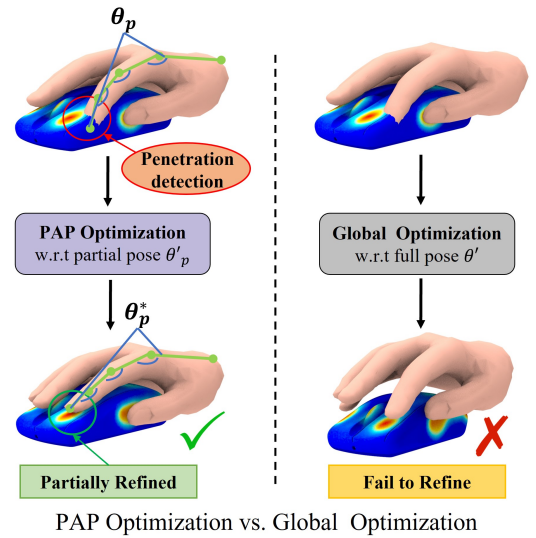 θₚ
Penetration
detection
PAP Optimization
w.r.t partial pose θ′ₚ
θₚ*
Partially Refined
Global Optimization
w.r.t full pose θ′
Fail to Refine
PAP Optimization vs. Global Optimization